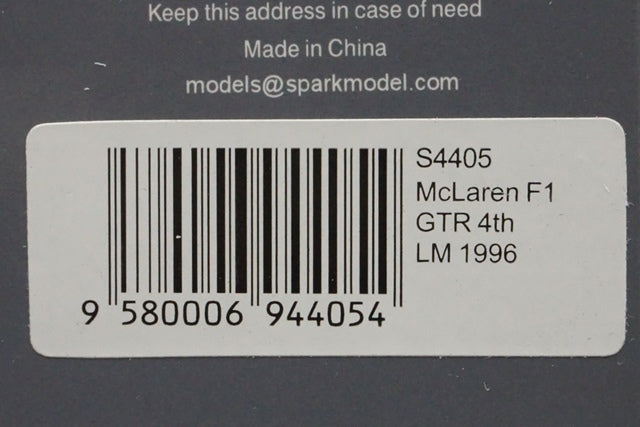 Keep this address in case of need
Made in China
models@sparkmodel.com
S4405
McLaren F1
GTR 4th
LM 1996
9 580006 944054